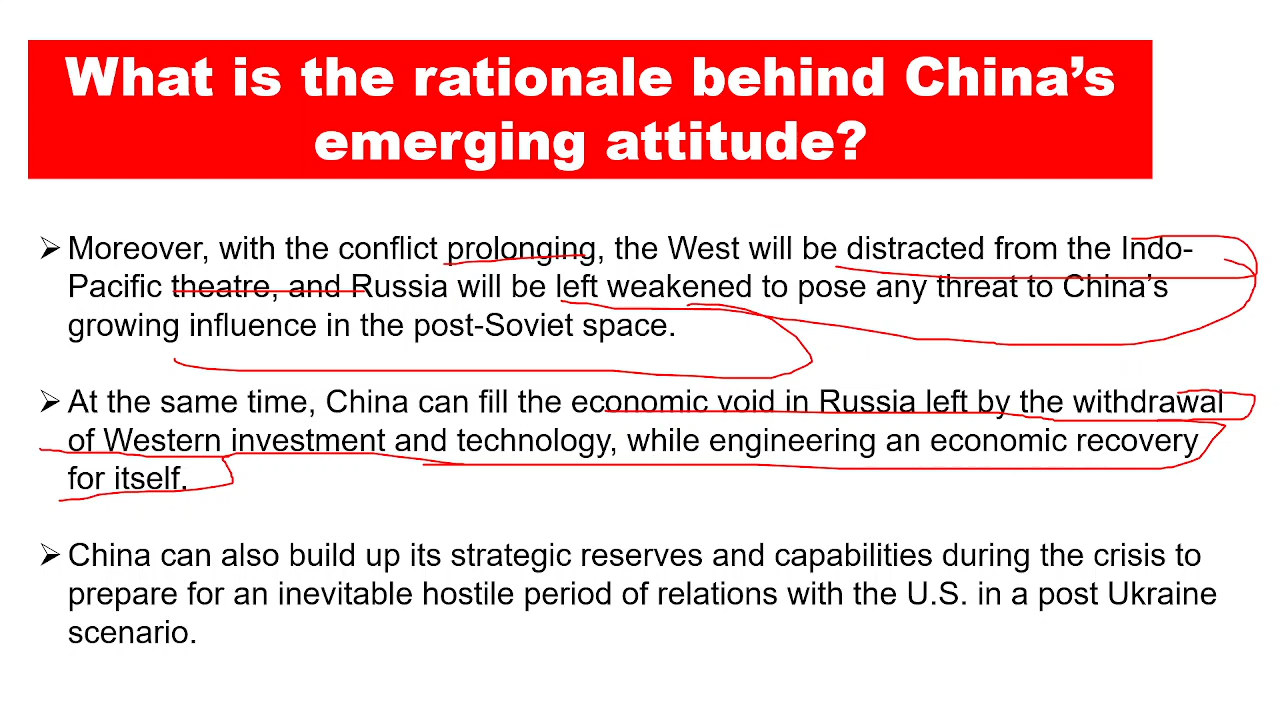 What is the rationale behind China’s
emerging attitude?
➢ Moreover, with the conflict prolonging, the West will be distracted from the Indo-
Pacific theatre, and Russia will be left weakened to pose any threat to China’s
growing influence in the post-Soviet space.
➢ At the same time, China can fill the economic void in Russia left by the withdrawal
of Western investment and technology, while engineering an economic recovery
for itself.
➢ China can also build up its strategic reserves and capabilities during the crisis to
prepare for an inevitable hostile period of relations with the U.S. in a post Ukraine
scenario.